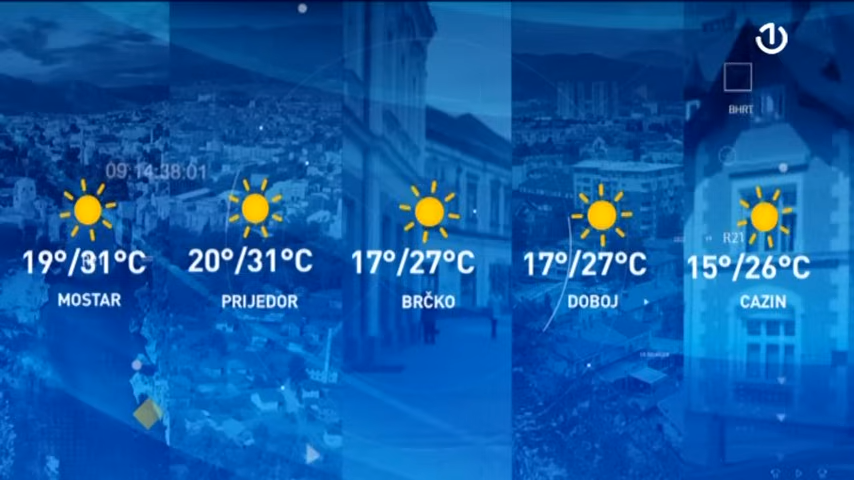 1
BHRT
09:14:38:01
R21
19°/31°C
20°/31°C
17°/27°C
17°/27°C
15°/26°C
MOSTAR
PRIJEDOR
BRČKO
DOBOJ
CAZIN